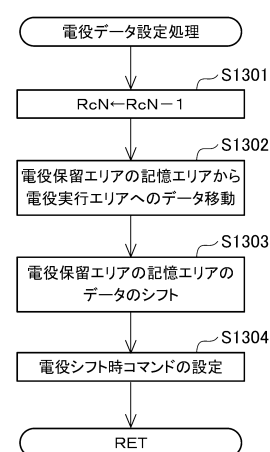 電役データ設定処理
S1301
RcN←RcN－1
S1302
電役保留エリアの記憶エリアから
電役実行エリアへのデータ移動
S1303
電役保留エリアの記憶エリアの
データのシフト
S1304
電役シフト時コマンドの設定
RET